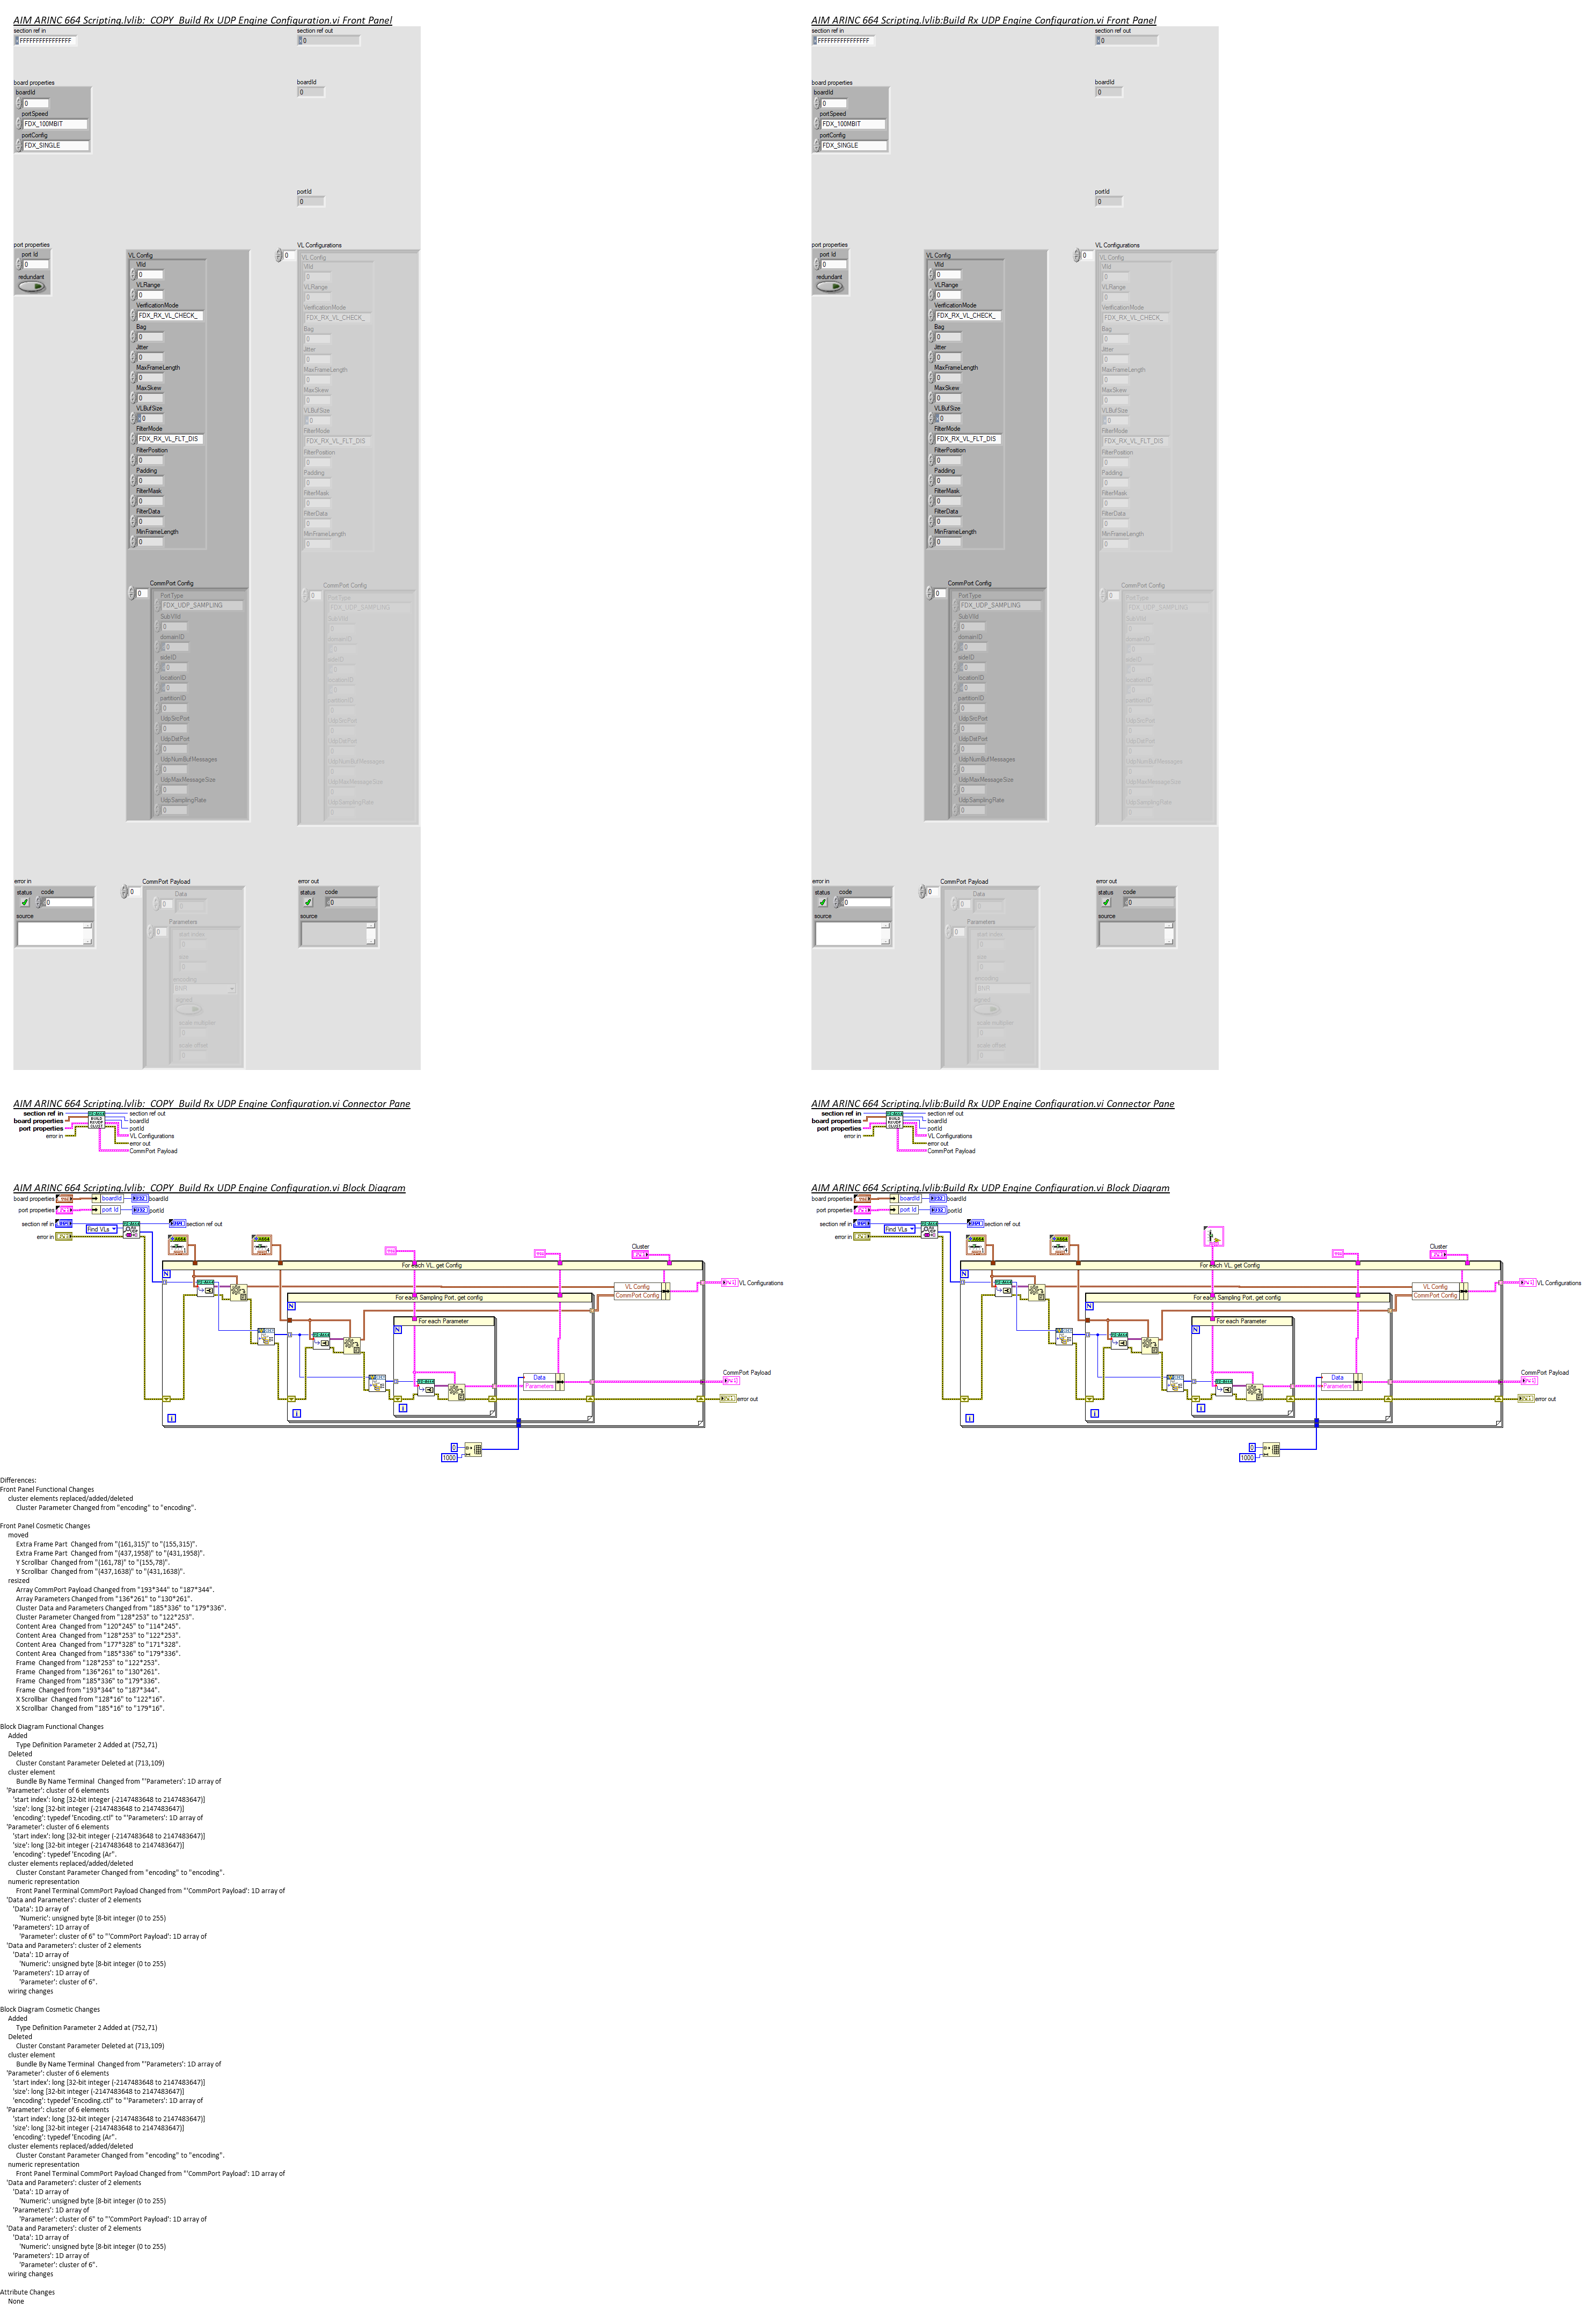 AIM ARINC 664 Scripting.lvlib:  COPY  Build Rx UDP Engine Configuration.vi Front Panel
section ref in
FFFFFFFFFFFFFFFF
section ref out
0
board properties
boardId
0
portSpeed
FDX_100MBIT
portConfig
FDX_SINGLE
boardId
0
portId
0
port properties
port Id
0
redundant
VL Config
VlId
0
VLRange
0
VerificationMode
FDX_RX_VL_CHECK_
Bag
0
Jitter
0
MaxFrameLength
0
MaxSkew
0
VLBufSize
0
FilterMode
FDX_RX_VL_FLT_DIS
FilterPosition
0
Padding
0
FilterMask
0
FilterData
0
MinFrameLength
0
CommPort Config
0
PortType
FDX_UDP_SAMPLING
SubVlId
0
domainID
0
sideID
0
locationID
0
partitionID
0
UdpSrcPort
0
UdpDstPort
0
UdpNumBufMessages
0
UdpMaxMessageSize
0
UdpSamplingRate
0
VL Configurations
0
VL Config
VlId
0
VLRange
0
VerificationMode
FDX_RX_VL_CHECK_
Bag
0
Jitter
0
MaxFrameLength
0
MaxSkew
0
VLBufSize
0
FilterMode
FDX_RX_VL_FLT_DIS
FilterPosition
0
Padding
0
FilterMask
0
FilterData
0
MinFrameLength
0
CommPort Config
0
PortType
FDX_UDP_SAMPLING
SubVlId
domainID
sideID
locationID
partitionID
UdpSrcPort
UdpDstPort
UdpNumBufMessages
UdpMaxMessageSize
UdpSamplingRate
error in
status code
0
source
CommPort Payload
0
Data
0
Parameters
0
start index
size
encoding
BNR
signed
scale multiplier
scale offset
error out
status code
0
source
AIM ARINC 664 Scripting.lvlib:Build Rx UDP Engine Configuration.vi Front Panel
section ref in
FFFFFFFFFFFFFFFF
section ref out
0
board properties
boardId
0
portSpeed
FDX_100MBIT
portConfig
FDX_SINGLE
boardId
0
portId
0
port properties
port Id
0
redundant
VL Config
VlId
0
VLRange
0
VerificationMode
FDX_RX_VL_CHECK_
Bag
0
Jitter
0
MaxFrameLength
0
MaxSkew
0
VLBufSize
0
FilterMode
FDX_RX_VL_FLT_DIS
FilterPosition
0
Padding
0
FilterMask
0
FilterData
0
MinFrameLength
0
CommPort Config
0
PortType
FDX_UDP_SAMPLING
SubVlId
0
domainID
0
sideID
0
locationID
0
partitionID
0
UdpSrcPort
0
UdpDstPort
0
UdpNumBufMessages
0
UdpMaxMessageSize
0
UdpSamplingRate
0
VL Configurations
0
VL Config
VlId
0
VLRange
0
VerificationMode
FDX_RX_VL_CHECK_
Bag
0
Jitter
0
MaxFrameLength
0
MaxSkew
0
VLBufSize
0
FilterMode
FDX_RX_VL_FLT_DIS
FilterPosition
0
Padding
0
FilterMask
0
FilterData
0
MinFrameLength
0
CommPort Config
0
PortType
FDX_UDP_SAMPLING
SubVlId
domainID
sideID
locationID
partitionID
UdpSrcPort
UdpDstPort
UdpNumBufMessages
UdpMaxMessageSize
UdpSamplingRate
error in
status code
0
source
CommPort Payload
0
Data
0
Parameters
0
start index
size
encoding
BNR
signed
scale multiplier
scale offset
error out
status code
0
source
AIM ARINC 664 Scripting.lvlib:  COPY  Build Rx UDP Engine Configuration.vi Connector Pane
section ref in
board properties
port properties
error in
section ref out
boardId
portId
VL Configurations
error out
CommPort Payload
AIM ARINC 664 Scripting.lvlib:Build Rx UDP Engine Configuration.vi Connector Pane
section ref in
board properties
port properties
error in
section ref out
boardId
portId
VL Configurations
error out
CommPort Payload
AIM ARINC 664 Scripting.lvlib:  COPY  Build Rx UDP Engine Configuration.vi Block Diagram
board properties
boardId
boardId
port properties
port Id
portId
section ref in
Find VLs
section ref out
error in
Cluster
For each VL, get Config
VL Config
CommPort Config
VL Configurations
For each Sampling Port, get config
For each Parameter
Data
Parameters
CommPort Payload
error out
0
1000
AIM ARINC 664 Scripting.lvlib:Build Rx UDP Engine Configuration.vi Block Diagram
board properties
boardId
boardId
port properties
port Id
portId
section ref in
Find VLs
section ref out
error in
Cluster
For each VL, get Config
VL Config
CommPort Config
VL Configurations
For each Sampling Port, get config
For each Parameter
Data
Parameters
CommPort Payload
error out
0
1000
Differences:
Front Panel Functional Changes
cluster elements replaced/added/deleted
Cluster Parameter Changed from "encoding" to "encoding".
Front Panel Cosmetic Changes
moved
Extra Frame Part  Changed from "(161,315)" to "(155,315)".
Extra Frame Part  Changed from "(437,1958)" to "(431,1958)".
Y Scrollbar  Changed from "(161,78)" to "(155,78)".
Y Scrollbar  Changed from "(437,1638)" to "(431,1638)".
resized
Array CommPort Payload Changed from "193*344" to "187*344".
Array Parameters Changed from "136*261" to "130*261".
Cluster Data and Parameters Changed from "185*336" to "179*336".
Cluster Parameter Changed from "128*253" to "122*253".
Content Area  Changed from "120*245" to "114*245".
Content Area  Changed from "128*253" to "122*253".
Content Area  Changed from "177*328" to "171*328".
Content Area  Changed from "185*336" to "179*336".
Frame  Changed from "128*253" to "122*253".
Frame  Changed from "136*261" to "130*261".
Frame  Changed from "185*336" to "179*336".
Frame  Changed from "193*344" to "187*344".
X Scrollbar  Changed from "128*16" to "122*16".
X Scrollbar  Changed from "185*16" to "179*16".
Block Diagram Functional Changes
Added
Type Definition Parameter 2 Added at (752,71)
Deleted
Cluster Constant Parameter Deleted at (713,109)
cluster element
Bundle By Name Terminal  Changed from "'Parameters': 1D array of
'Parameter': cluster of 6 elements
'start index': long [32-bit integer (-2147483648 to 2147483647)]
'size': long [32-bit integer (-2147483648 to 2147483647)]
'encoding': typedef 'Encoding.ctl" to "'Parameters': 1D array of
'Parameter': cluster of 6 elements
'start index': long [32-bit integer (-2147483648 to 2147483647)]
'size': long [32-bit integer (-2147483648 to 2147483647)]
'encoding': typedef 'Encoding (Ar".
cluster elements replaced/added/deleted
Cluster Constant Parameter Changed from "encoding" to "encoding".
numeric representation
Front Panel Terminal CommPort Payload Changed from "'CommPort Payload': 1D array of
'Data and Parameters': cluster of 2 elements
'Data': 1D array of
'Numeric': unsigned byte [8-bit integer (0 to 255)
'Parameters': 1D array of
'Parameter': cluster of 6" to "'CommPort Payload': 1D array of
'Data and Parameters': cluster of 2 elements
'Data': 1D array of
'Numeric': unsigned byte [8-bit integer (0 to 255)
'Parameters': 1D array of
'Parameter': cluster of 6".
wiring changes
Block Diagram Cosmetic Changes
Added
Type Definition Parameter 2 Added at (752,71)
Deleted
Cluster Constant Parameter Deleted at (713,109)
cluster element
Bundle By Name Terminal  Changed from "'Parameters': 1D array of
'Parameter': cluster of 6 elements
'start index': long [32-bit integer (-2147483648 to 2147483647)]
'size': long [32-bit integer (-2147483648 to 2147483647)]
'encoding': typedef 'Encoding.ctl" to "'Parameters': 1D array of
'Parameter': cluster of 6 elements
'start index': long [32-bit integer (-2147483648 to 2147483647)]
'size': long [32-bit integer (-2147483648 to 2147483647)]
'encoding': typedef 'Encoding (Ar".
cluster elements replaced/added/deleted
Cluster Constant Parameter Changed from "encoding" to "encoding".
numeric representation
Front Panel Terminal CommPort Payload Changed from "'CommPort Payload': 1D array of
'Data and Parameters': cluster of 2 elements
'Data': 1D array of
'Numeric': unsigned byte [8-bit integer (0 to 255)
'Parameters': 1D array of
'Parameter': cluster of 6" to "'CommPort Payload': 1D array of
'Data and Parameters': cluster of 2 elements
'Data': 1D array of
'Numeric': unsigned byte [8-bit integer (0 to 255)
'Parameters': 1D array of
'Parameter': cluster of 6".
wiring changes
Attribute Changes
None